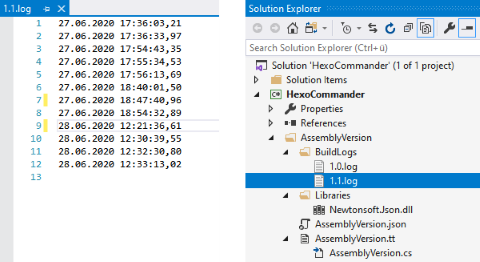 1.1.log
1 27.06.2020 17:36:03,21
2 27.06.2020 17:36:33,97
3 27.06.2020 17:54:43,35
4 27.06.2020 17:55:34,53
5 27.06.2020 17:56:13,69
6 27.06.2020 18:40:01,50
7 27.06.2020 18:47:40,96
8 27.06.2020 18:54:32,89
9 28.06.2020 12:21:36,61
10 28.06.2020 12:30:39,55
11 28.06.2020 12:32:30,80
12 28.06.2020 12:33:13,02
13
Solution Explorer
Search Solution Explorer (Ctrl+ü)
Solution 'HexoCommander' (1 of 1 project)
Solution Items
C# HexoCommander
Properties
References
AssemblyVersion
BuildLogs
1.0.log
1.1.log
Libraries
Newtonsoft.Json.dll
AssemblyVersion.json
AssemblyVersion.tt
AssemblyVersion.cs